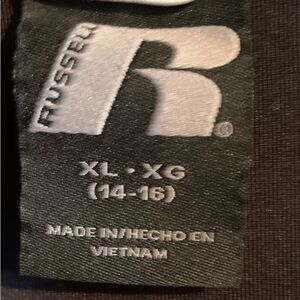 RUSSELL
R®
XL • XG
(14-16)
MADE IN/HECHO EN
VIETNAM